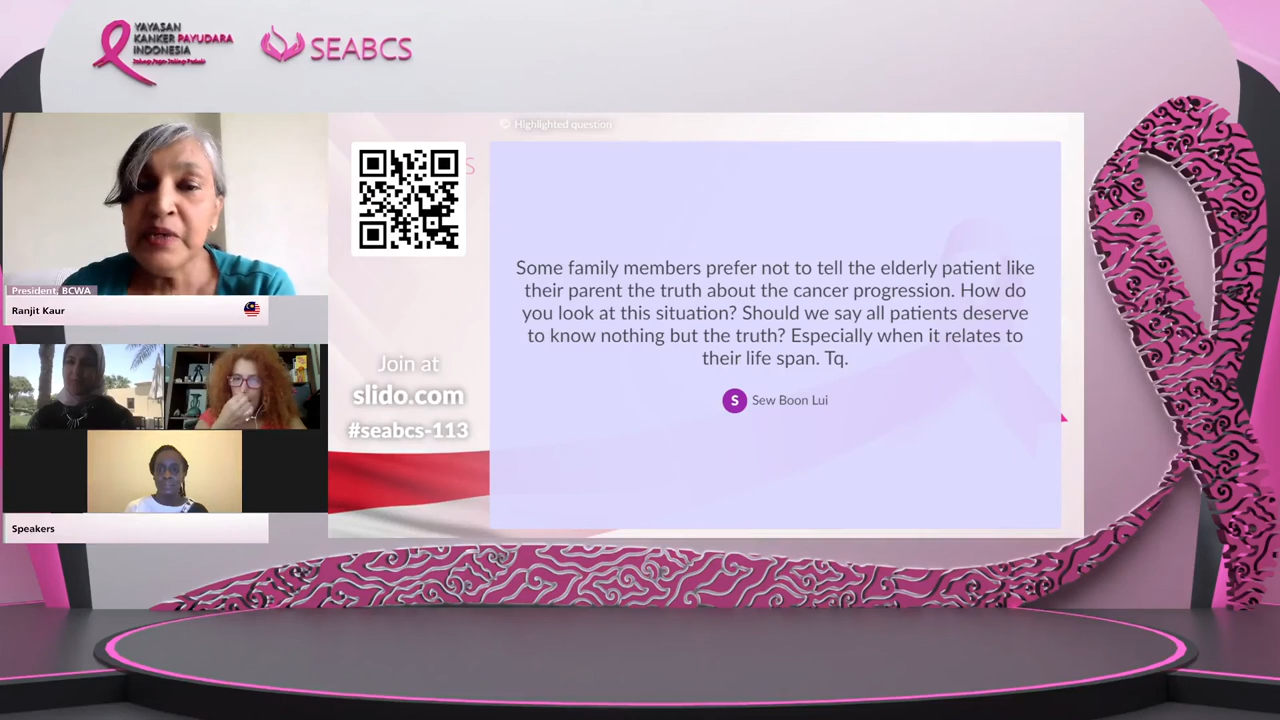 YAYASAN
KANKER PAYUDARA
INDONESIA
SEABCS
Highlighted question
S
President, BCWA
Ranjit Kaur
Speakers
Join at
slido.com
#seabcs-113
Some family members prefer not to tell the elderly patient like
their parent the truth about the cancer progression. How do
you look at this situation? Should we say all patients deserve
to know nothing but the truth? Especially when it relates to
their life span. Tq.
S
Sew Boon Lui